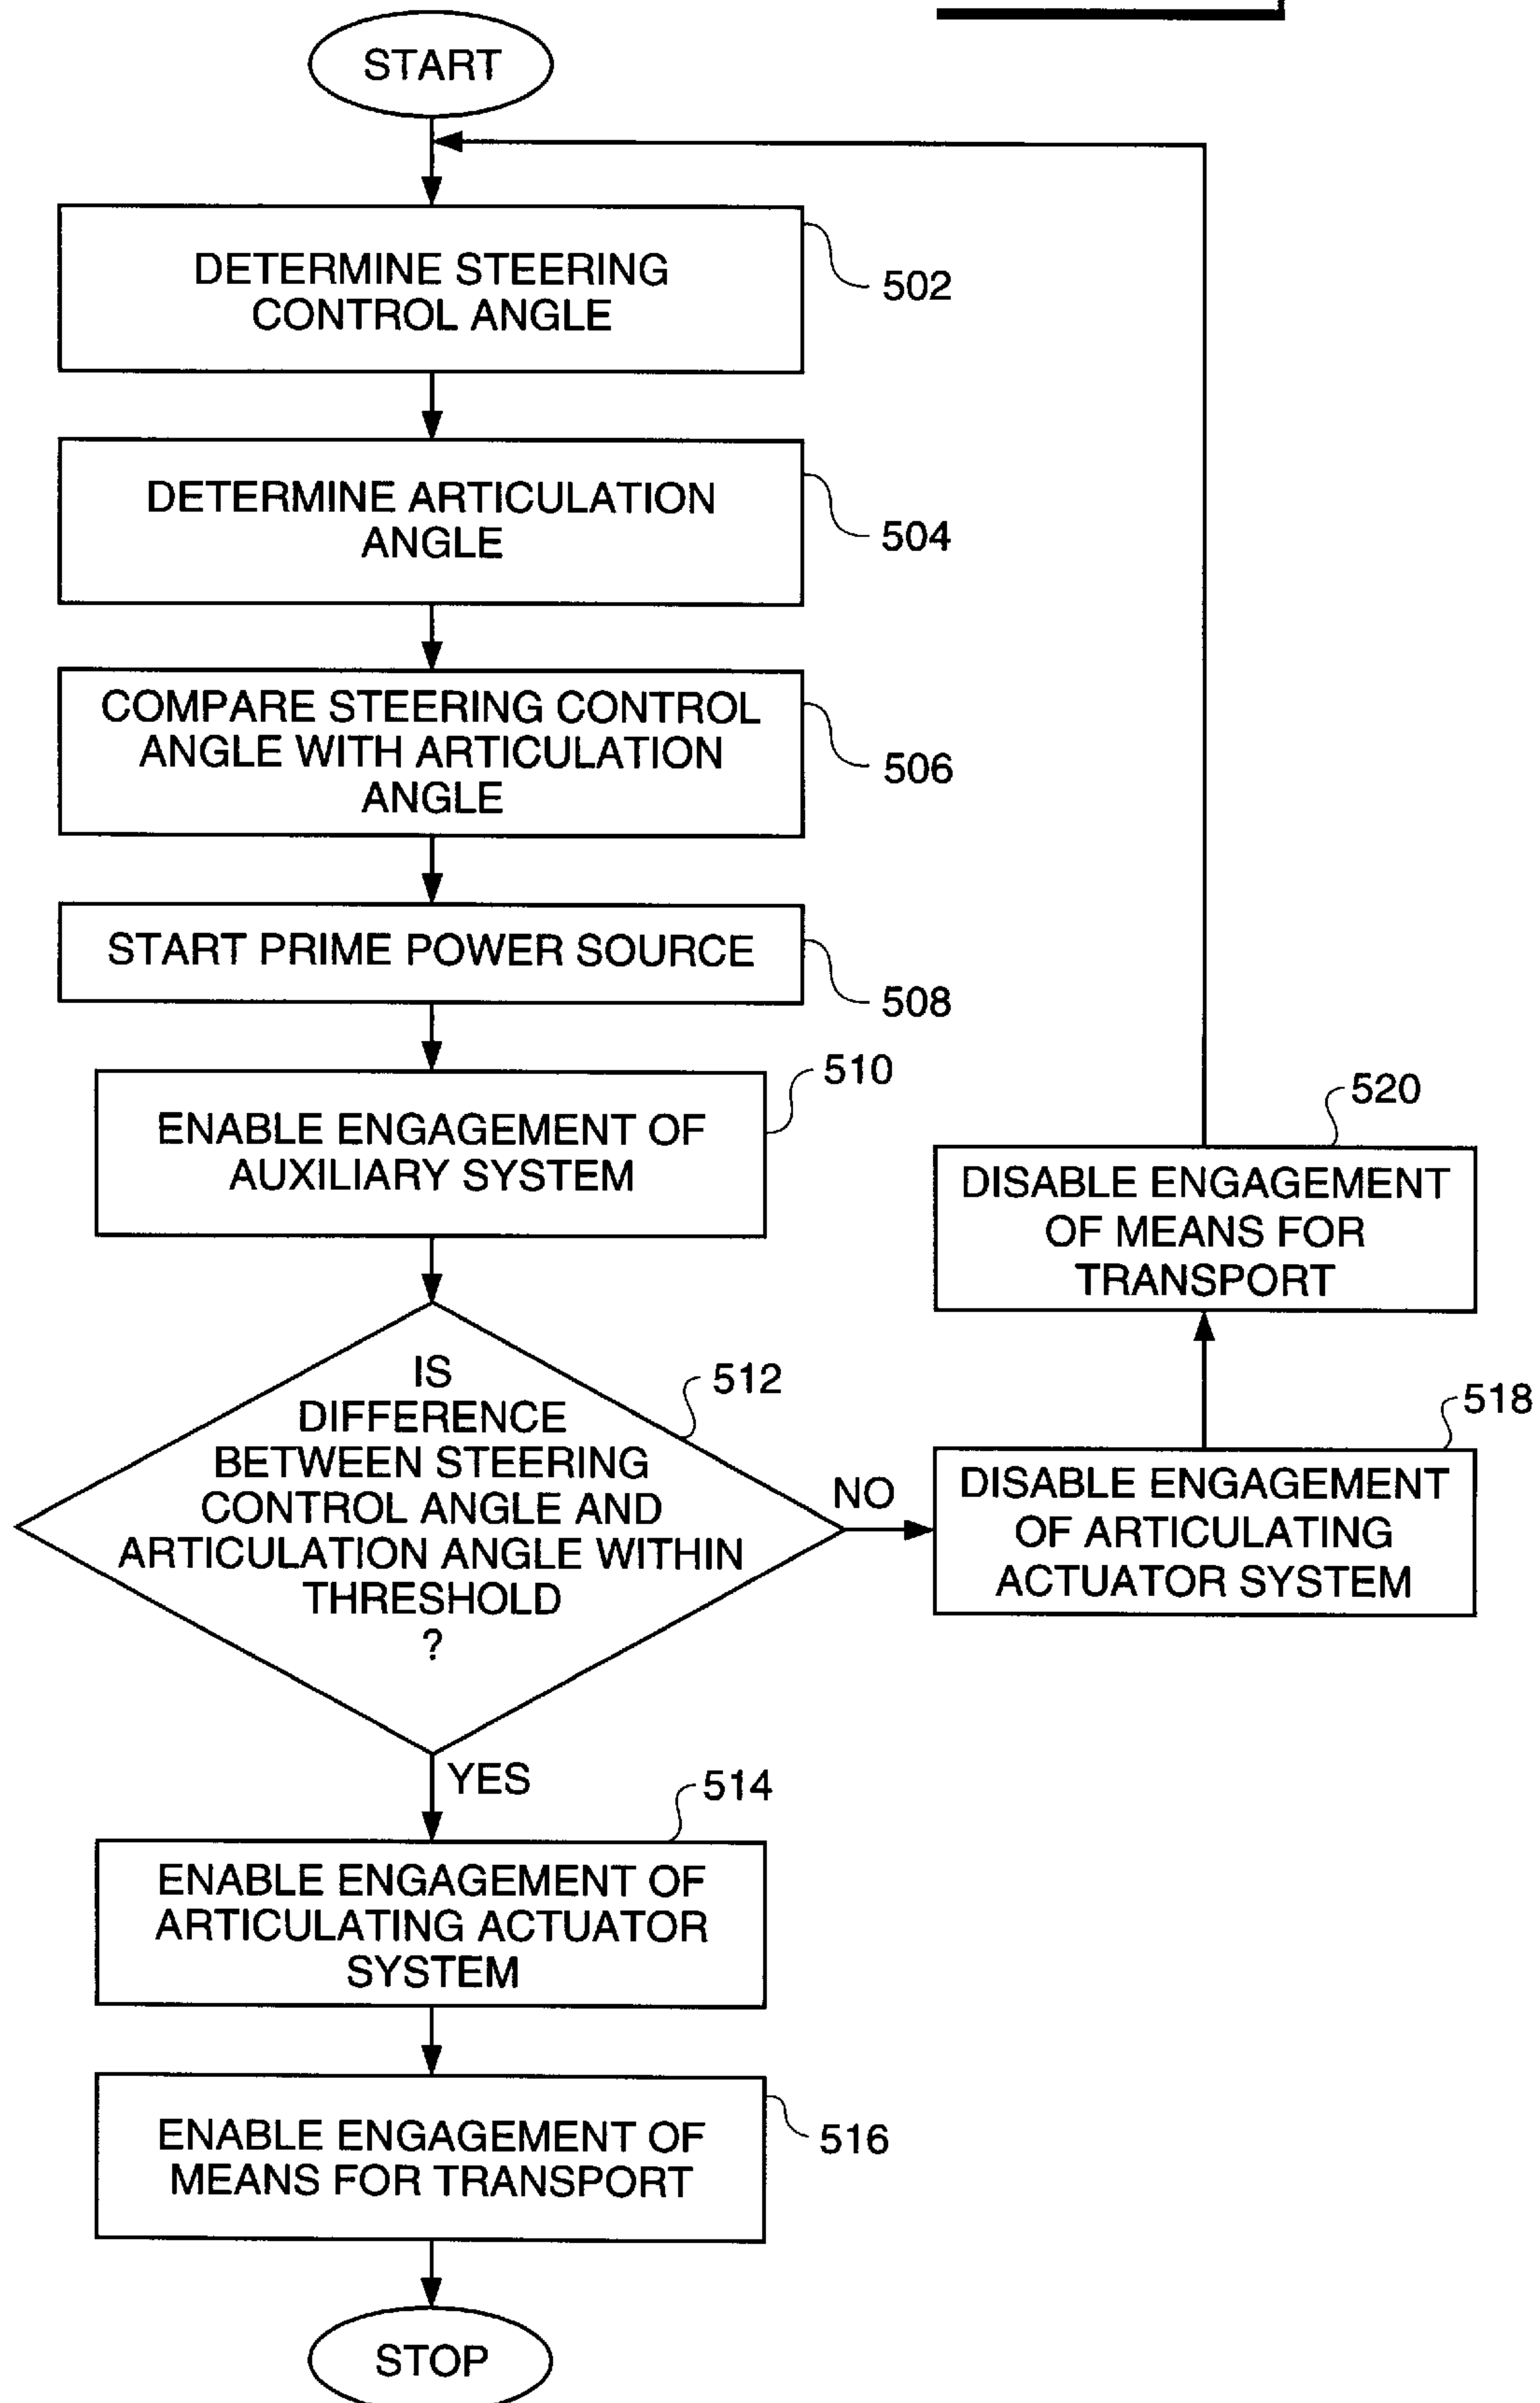 START
DETERMINE STEERING
CONTROL ANGLE
502
DETERMINE ARTICULATION
ANGLE
504
COMPARE STEERING CONTROL
ANGLE WITH ARTICULATION
ANGLE
506
START PRIME POWER SOURCE
508
ENABLE ENGAGEMENT OF
AUXILIARY SYSTEM
510
IS
DIFFERENCE
BETWEEN STEERING
CONTROL ANGLE AND
ARTICULATION ANGLE WITHIN
THRESHOLD
?
512
NO
DISABLE ENGAGEMENT
OF ARTICULATING
ACTUATOR SYSTEM
518
DISABLE ENGAGEMENT
OF MEANS FOR
TRANSPORT
520
YES
ENABLE ENGAGEMENT OF
ARTICULATING ACTUATOR
SYSTEM
514
ENABLE ENGAGEMENT OF
MEANS FOR TRANSPORT
516
STOP